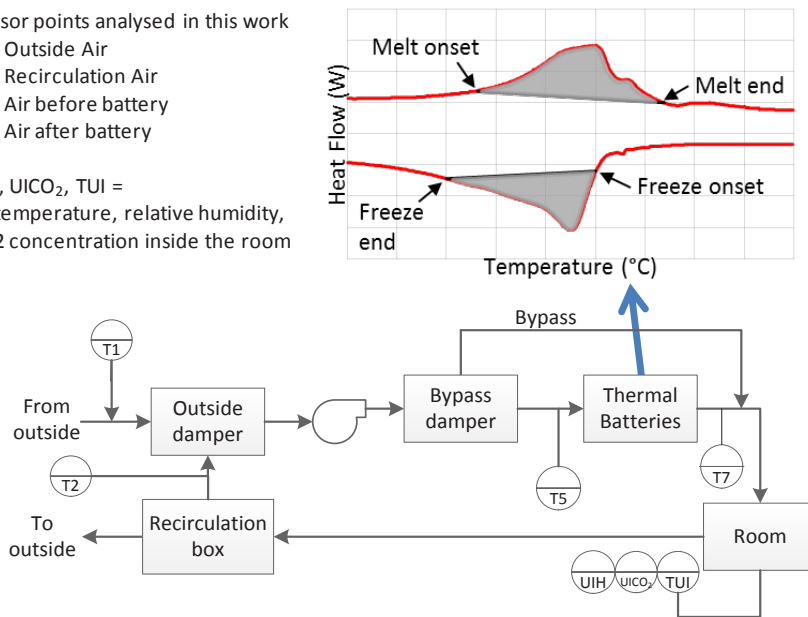 sor points analysed in this work
Outside Air
Recirculation Air
Air before battery
Air after battery
, UICO₂, TUI =
temperature, relative humidity,
2 concentration inside the room
Melt onset
Melt end
Heat Flow (W)
Freeze onset
Freeze
end
Temperature (°C)
Bypass
T1
From
outside
Outside
damper
Bypass
damper
Thermal
Batteries
T2
T5
T7
To
outside
Recirculation
box
Room
UIH
UICO₂
TUI